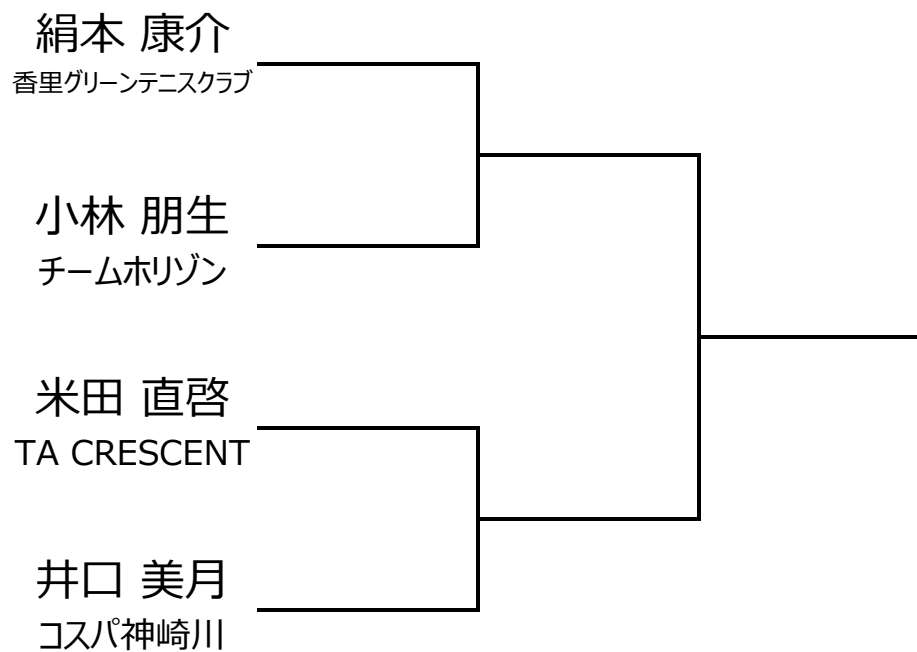 絹本 康介
香里グリーンテニスクラブ
小林 朋生
チームホリゾン
米田 直啓
TA CRESCENT
井口 美月
コスパ神崎川